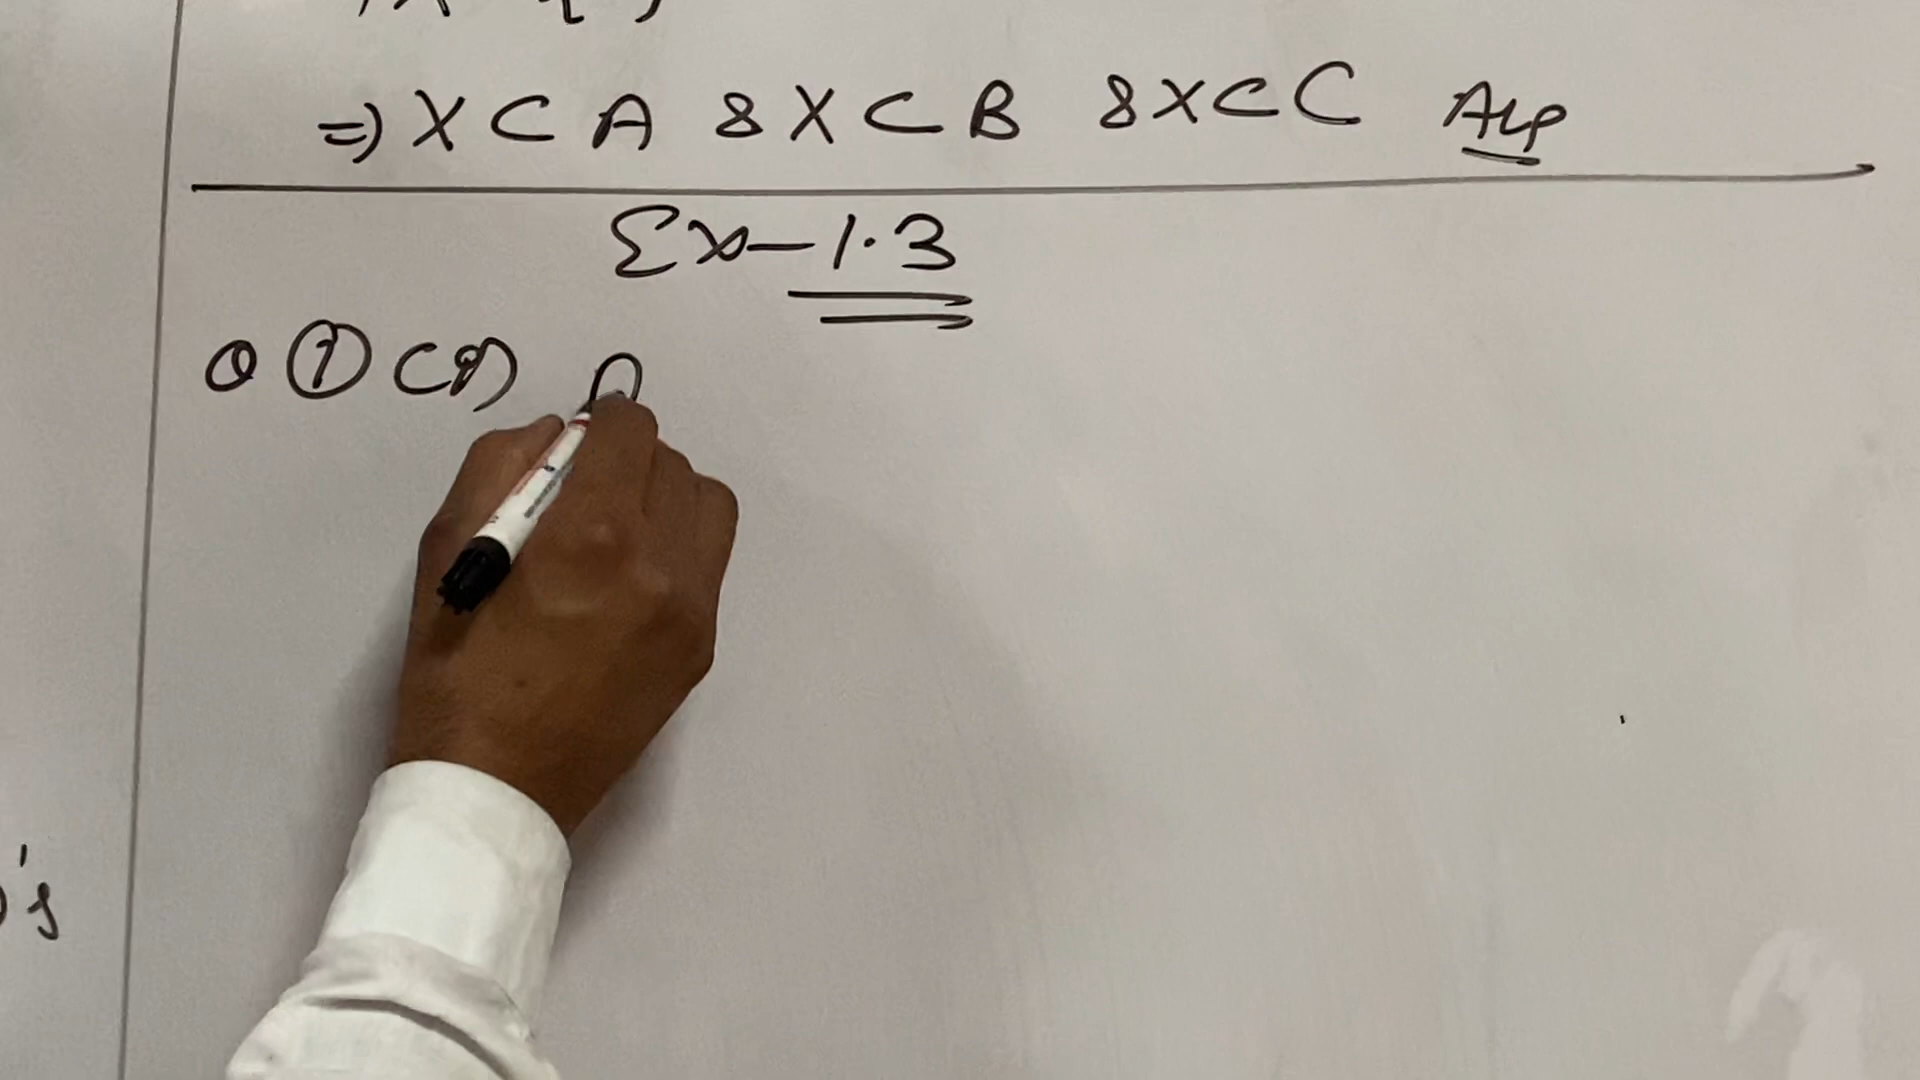 =) X ⊂ A & X ⊂ B & X ⊂ C Ans
Ex-1.3
Q ① (i) A
's